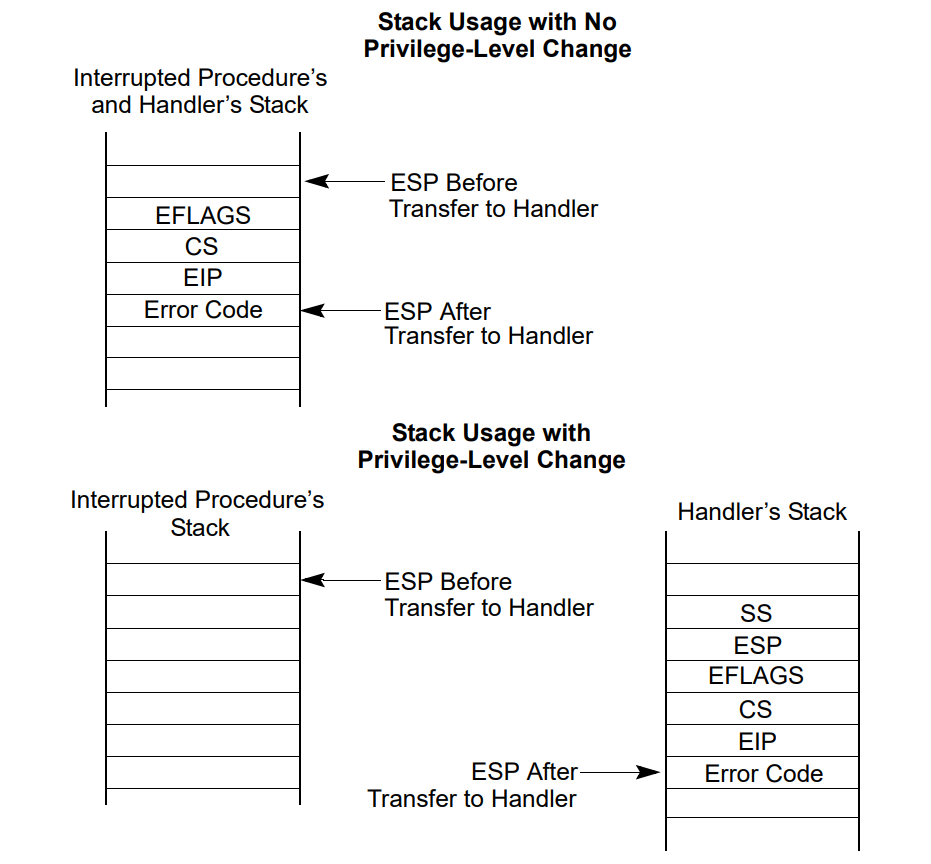 Stack Usage with No
Privilege-Level Change
Interrupted Procedure’s
and Handler’s Stack
ESP Before
Transfer to Handler
EFLAGS
CS
EIP
Error Code
ESP After
Transfer to Handler
Stack Usage with
Privilege-Level Change
Interrupted Procedure’s
Stack
Handler’s Stack
ESP Before
Transfer to Handler
SS
ESP
EFLAGS
CS
EIP
ESP After
Transfer to Handler
Error Code